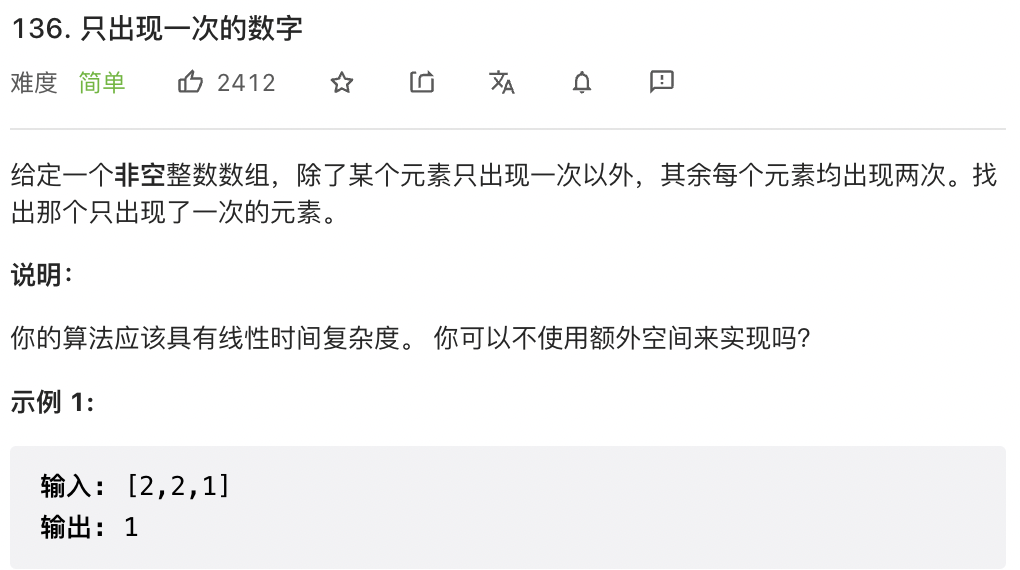 136. 只出现一次的数字
难度 简单 2412
给定一个非空整数数组，除了某个元素只出现一次以外，其余每个元素均出现两次。找
出那个只出现了一次的元素。
说明：
你的算法应该具有线性时间复杂度。 你可以不使用额外空间来实现吗？
示例 1:
输入: [2,2,1]
输出: 1